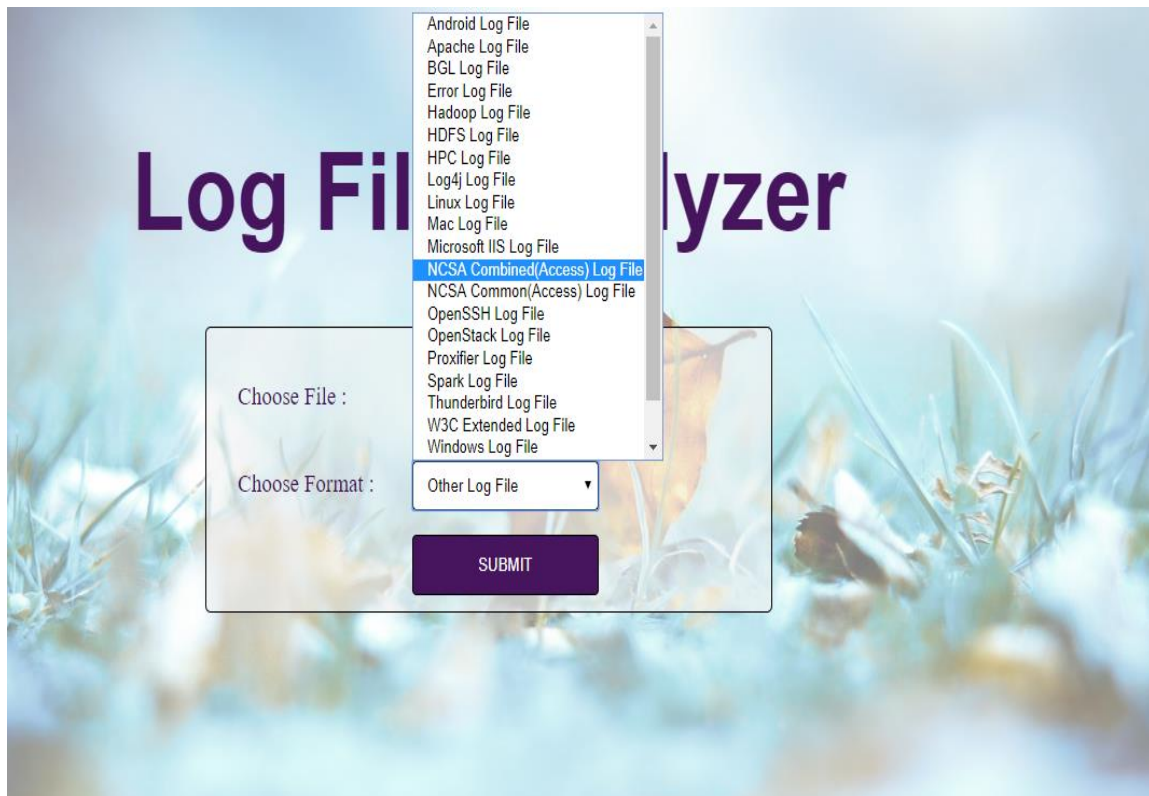 Android Log File
Apache Log File
BGL Log File
Error Log File
Hadoop Log File
HDFS Log File
HPC Log File
Log4j Log File
Linux Log File
Mac Log File
Microsoft IIS Log File
NCSA Combined(Access) Log File
NCSA Common(Access) Log File
OpenSSH Log File
OpenStack Log File
Proxifier Log File
Spark Log File
Thunderbird Log File
W3C Extended Log File
Windows Log File
Log Fil lyzer
Choose File :
Choose Format :
Other Log File
SUBMIT